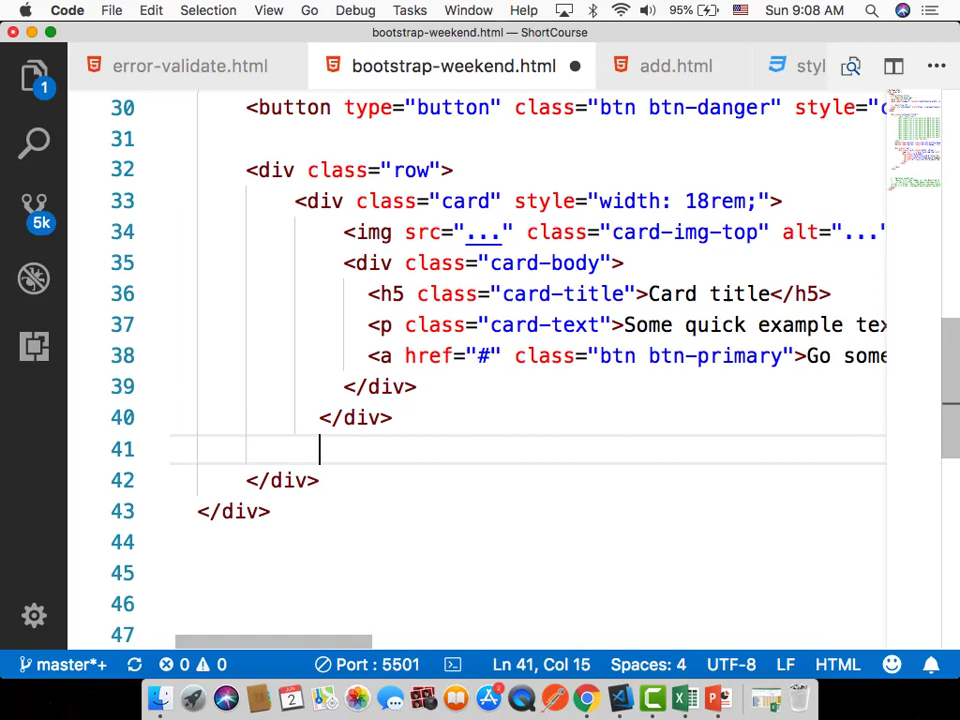 Code File Edit Selection View Go Debug Tasks Window Help 95% Sun 9:08 AM
bootstrap-weekend.html — ShortCourse
1 error-validate.html bootstrap-weekend.html add.html styl
30 <button type="button" class="btn btn-danger" style="c
31
32 <div class="row">
33 <div class="card" style="width: 18rem;">
34 <img src="..." class="card-img-top" alt="..."
35 <div class="card-body">
36 <h5 class="card-title">Card title</h5>
37 <p class="card-text">Some quick example tex
38 <a href="#" class="btn btn-primary">Go some
39 </div>
40 </div>
41
42 </div>
43 </div>
44
45
46
47
5k
master*+ 0 0 Port : 5501 Ln 41, Col 15 Spaces: 4 UTF-8 LF HTML
JUN
2
2